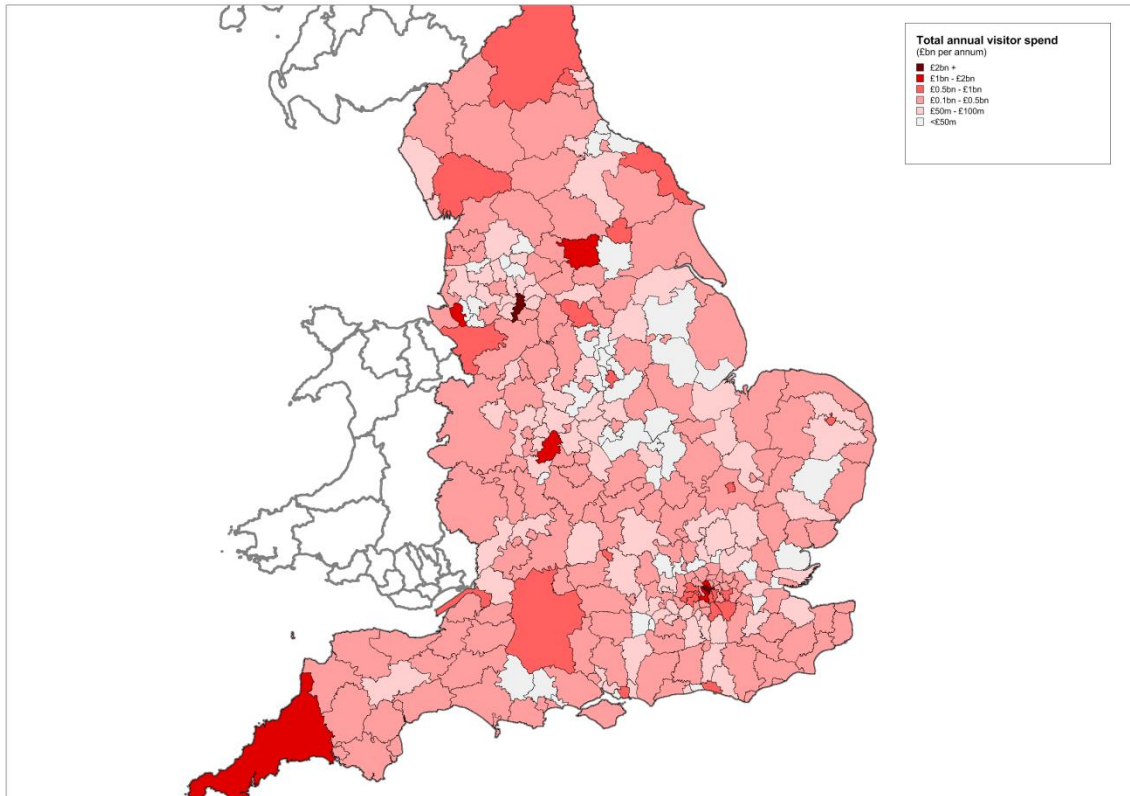 Total annual visitor spend
(£bn per annum)
£2bn +
£1bn - £2bn
£0.5bn - £1bn
£0.1bn - £0.5bn
£50m - £100m
<£50m